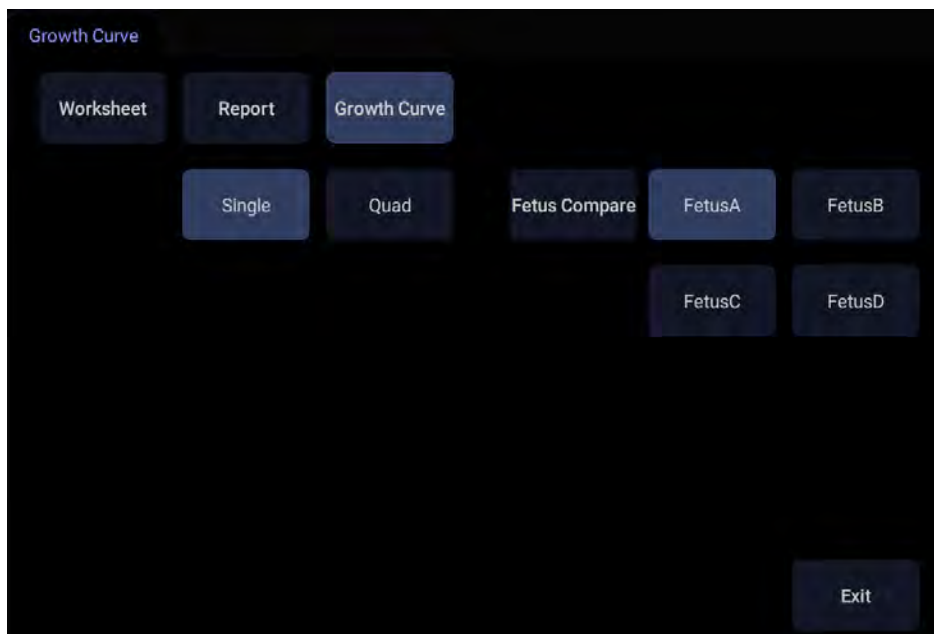 Growth Curve
Worksheet Report Growth Curve
Single Quad Fetus Compare FetusA FetusB
FetusC FetusD
Exit